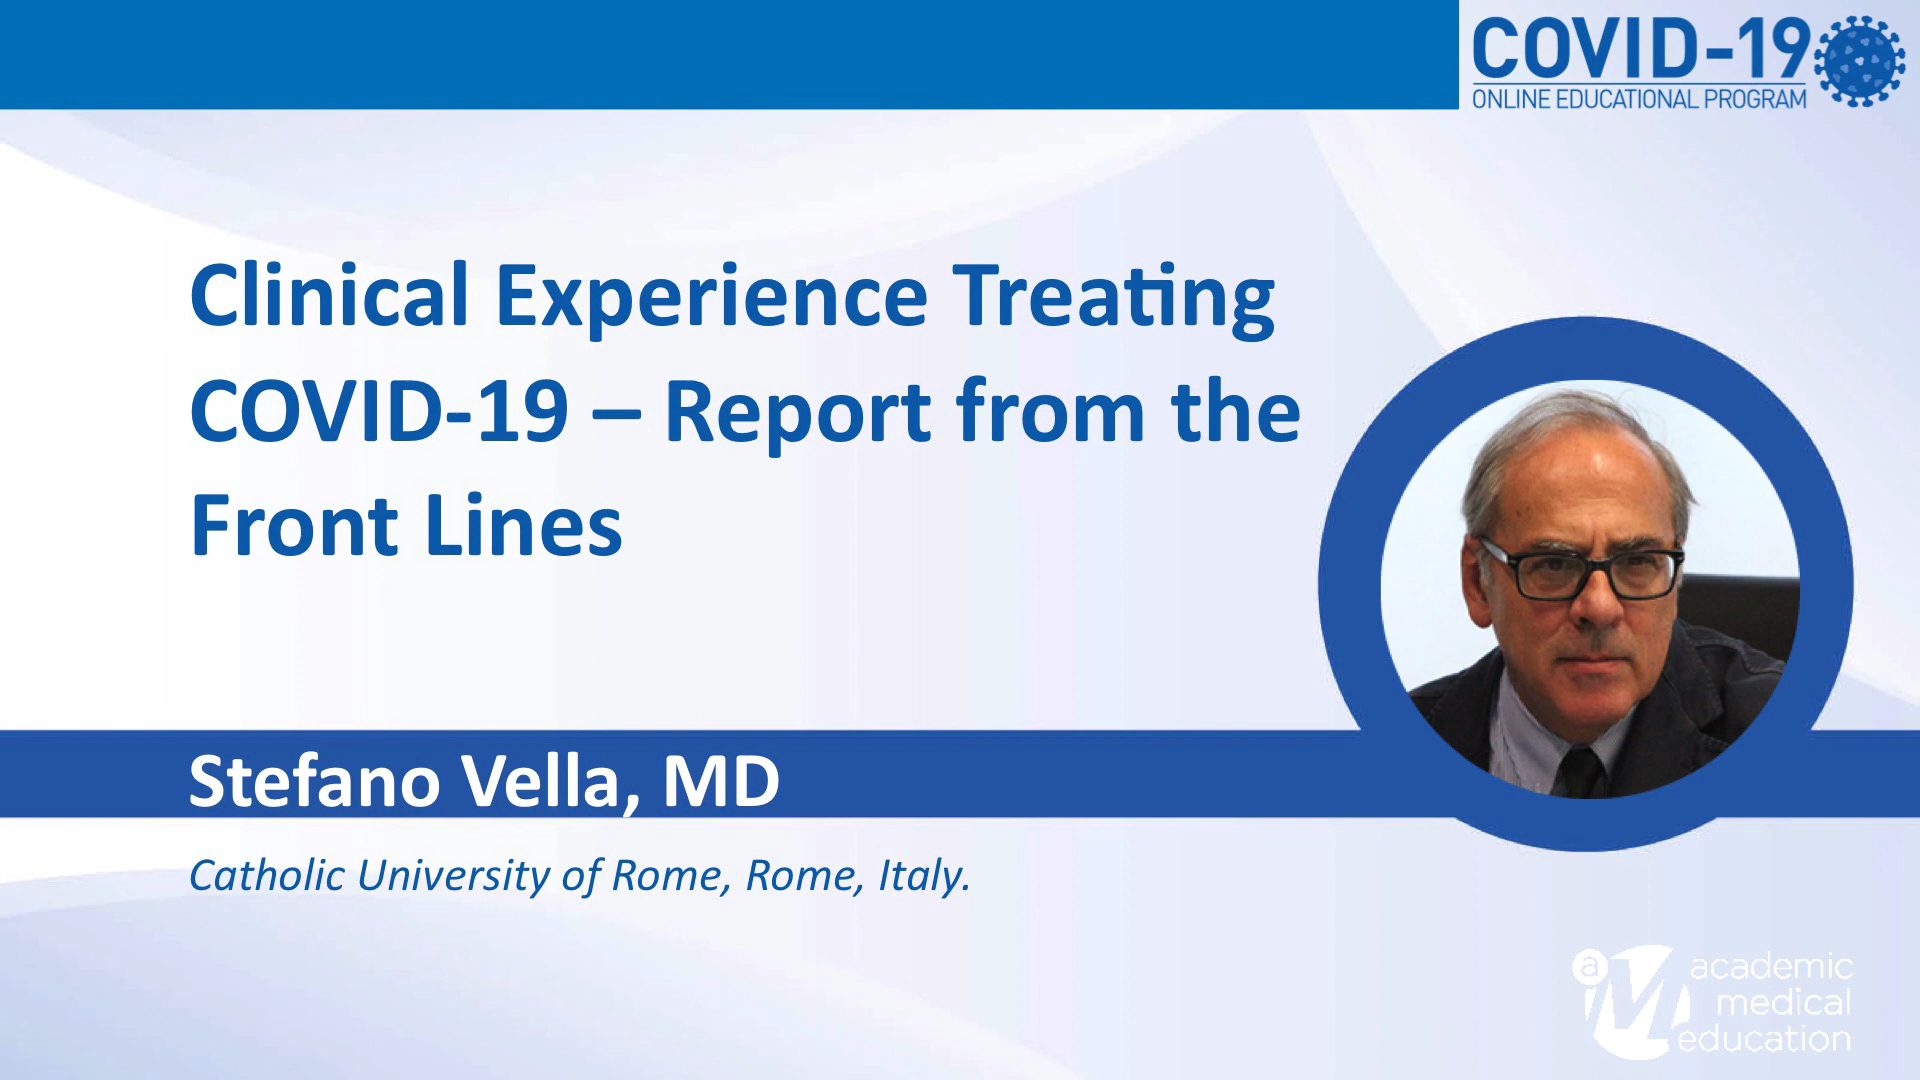 COVID-19
ONLINE EDUCATIONAL PROGRAM
Clinical Experience Treating
COVID-19 – Report from the
Front Lines
Stefano Vella, MD
Catholic University of Rome, Rome, Italy.
a M academic
medical
education